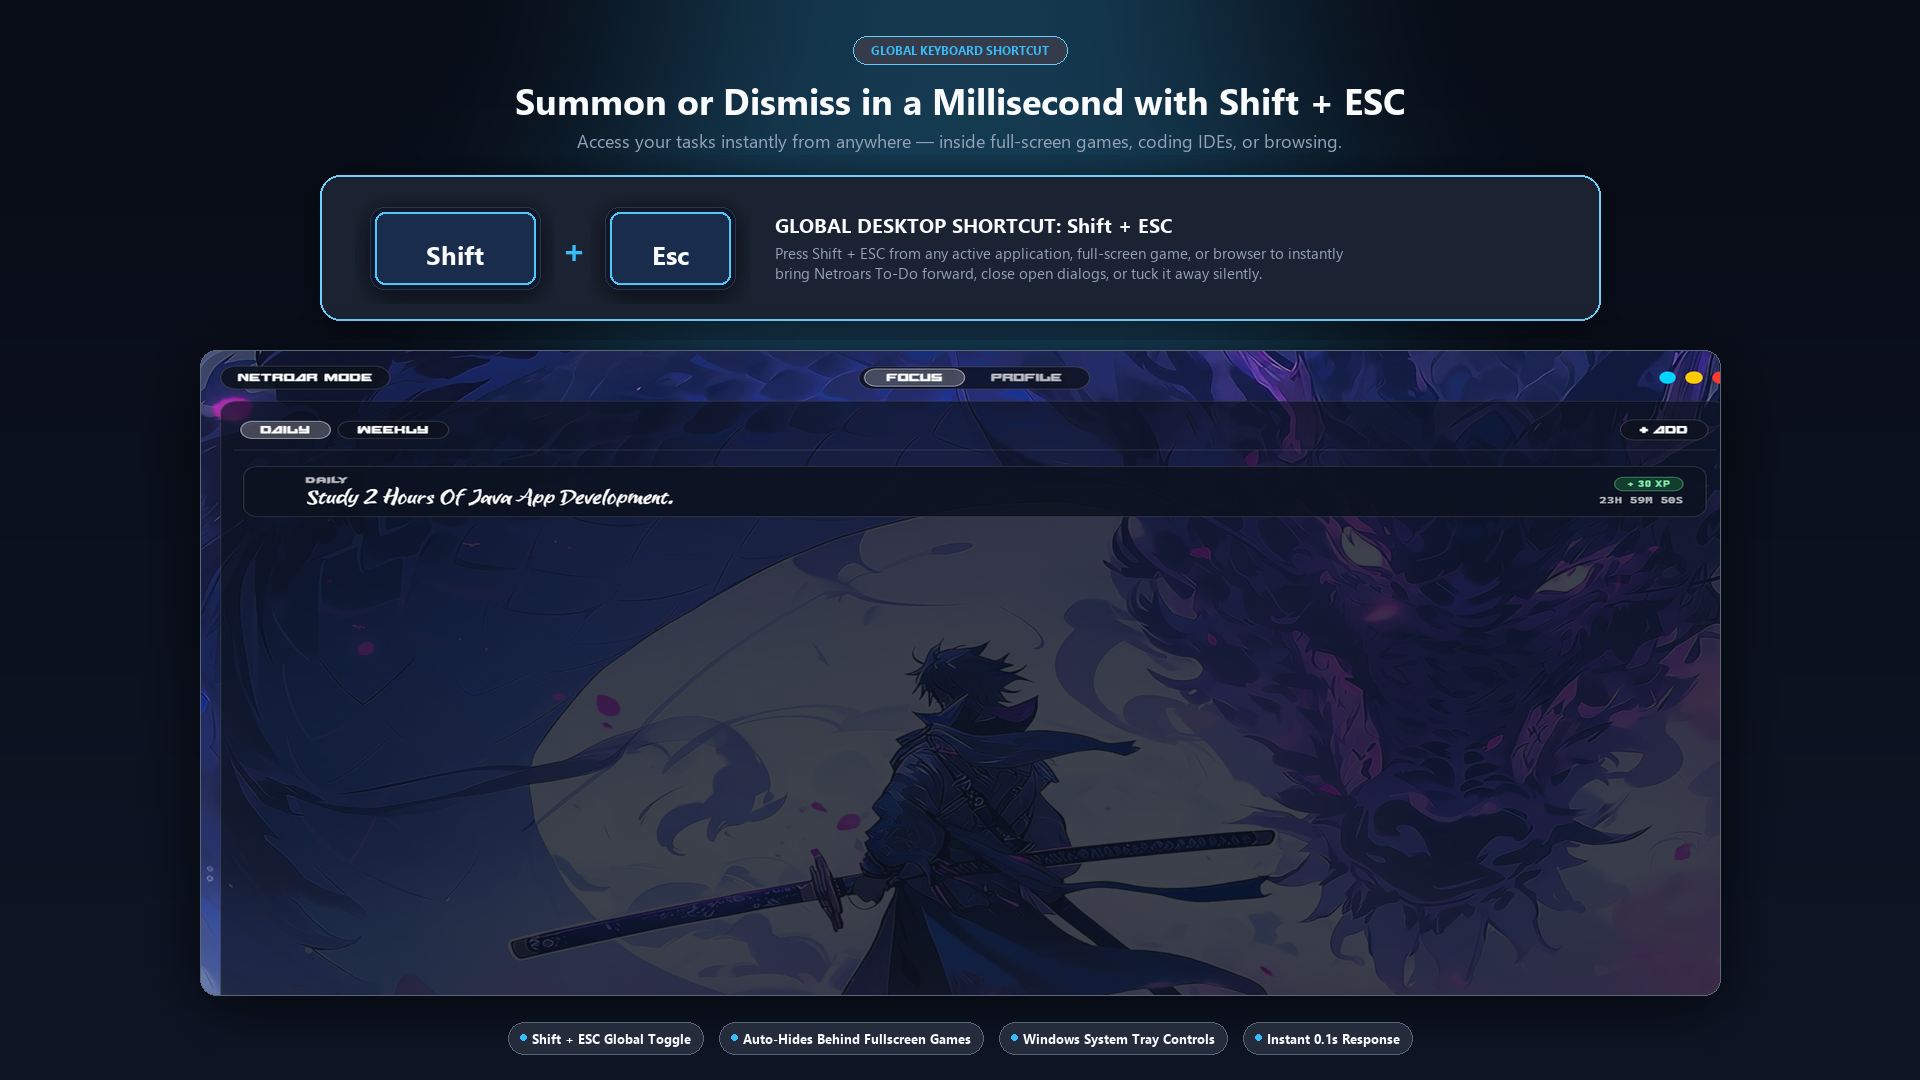 GLOBAL KEYBOARD SHORTCUT
Summon or Dismiss in a Millisecond with Shift + ESC
Access your tasks instantly from anywhere — inside full-screen games, coding IDEs, or browsing.
Shift + Esc
GLOBAL DESKTOP SHORTCUT: Shift + ESC
Press Shift + ESC from any active application, full-screen game, or browser to instantly
bring Netroars To-Do forward, close open dialogs, or tuck it away silently.
NETROAR MODE
FOCUS PROFILE
DAILY WEEKLY
+ ADD
DAILY
Study 2 Hours Of Java App Development.
+ 30 XP
23H 59M 50S
Shift + ESC Global Toggle
Auto-Hides Behind Fullscreen Games
Windows System Tray Controls
Instant 0.1s Response